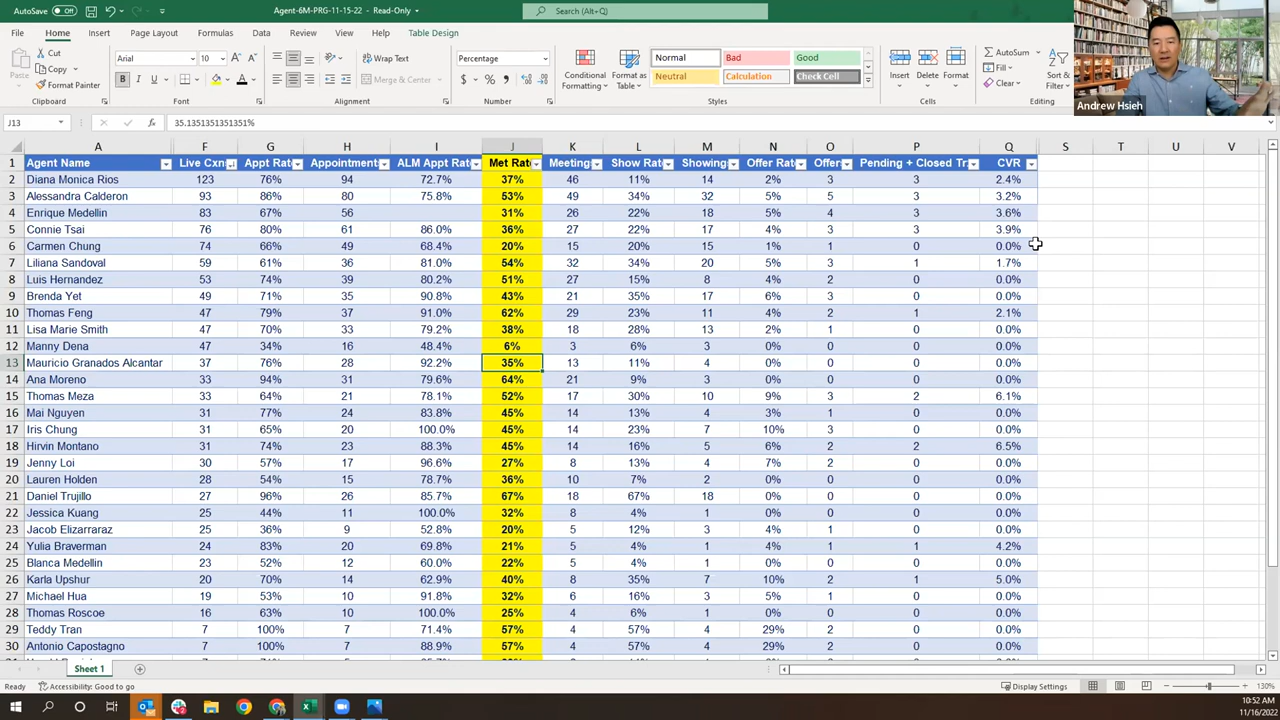 AutoSave Off Agent-6M-PRG-11-15-22 - Read-Only Search (Alt+Q)
File Home Insert Page Layout Formulas Data Review View Help Table Design
Cut
Copy
Format Painter
Paste
Clipboard
Arial 10
B I U
Font
Wrap Text
Merge & Center
Alignment
Percentage
$ % ,
Number
Conditional Formatting
Format as Table
Normal Bad Good
Neutral Calculation Check Cell
Styles
Insert Delete Format
Cells
AutoSum
Fill
Clear
Sort &
Editing
Andrew Hsieh
J13 fx 35.1351351351351%
A F G H I J K L M N O P Q R S T U V
1 Agent Name Live Cxn Appt Rat Appointment ALM Appt Rat Met Rat Meeting Show Rat Showing Offer Rat Offer Pending + Closed Tr CVR
2 Diana Monica Rios 123 76% 94 72.7% 37% 46 11% 14 2% 3 3 2.4%
3 Alessandra Calderon 93 86% 80 75.8% 53% 49 34% 32 5% 5 3 3.2%
4 Enrique Medellin 83 67% 56 31% 26 22% 18 5% 4 3 3.6%
5 Connie Tsai 76 80% 61 86.0% 36% 27 22% 17 4% 3 3 3.9%
6 Carmen Chung 74 66% 49 68.4% 20% 15 20% 15 1% 1 0 0.0%
7 Liliana Sandoval 59 61% 36 81.0% 54% 32 34% 20 5% 3 1 1.7%
8 Luis Hernandez 53 74% 39 80.2% 51% 27 15% 8 4% 2 0 0.0%
9 Brenda Yet 49 71% 35 90.8% 43% 21 35% 17 6% 3 0 0.0%
10 Thomas Feng 47 79% 37 91.0% 62% 29 23% 11 4% 2 1 2.1%
11 Lisa Marie Smith 47 70% 33 79.2% 38% 18 28% 13 2% 1 0 0.0%
12 Manny Dena 47 34% 16 48.4% 6% 3 6% 3 0% 0 0 0.0%
13 Mauricio Granados Alcantar 37 76% 28 92.2% 35% 13 11% 4 0% 0 0 0.0%
14 Ana Moreno 33 94% 31 79.6% 64% 21 9% 3 0% 0 0 0.0%
15 Thomas Meza 33 64% 21 78.1% 52% 17 30% 10 9% 3 2 6.1%
16 Mai Nguyen 31 77% 24 83.8% 45% 14 13% 4 3% 1 0 0.0%
17 Iris Chung 31 65% 20 100.0% 45% 14 23% 7 10% 3 0 0.0%
18 Hirvin Montano 31 74% 23 88.3% 45% 14 16% 5 6% 2 2 6.5%
19 Jenny Loi 30 57% 17 96.6% 27% 8 13% 4 7% 2 0 0.0%
20 Lauren Holden 28 54% 15 78.7% 36% 10 7% 2 0% 0 0 0.0%
21 Daniel Trujillo 27 96% 26 85.7% 67% 18 67% 18 0% 0 0 0.0%
22 Jessica Kuang 25 44% 11 100.0% 32% 8 4% 1 0% 0 0 0.0%
23 Jacob Elizarraraz 25 36% 9 52.8% 20% 5 12% 3 4% 1 0 0.0%
24 Yulia Braverman 24 83% 20 69.8% 21% 5 4% 1 4% 1 1 4.2%
25 Blanca Medellin 23 52% 12 60.0% 22% 5 4% 1 0% 0 0 0.0%
26 Karla Upshur 20 70% 14 62.9% 40% 8 35% 7 10% 2 1 5.0%
27 Michael Hua 19 53% 10 91.8% 32% 6 16% 3 5% 1 0 0.0%
28 Thomas Roscoe 16 63% 10 100.0% 25% 4 6% 1 0% 0 0 0.0%
29 Teddy Tran 7 100% 7 71.4% 57% 4 57% 4 29% 2 0 0.0%
30 Antonio Capostagno 7 100% 7 88.9% 57% 4 57% 4 29% 2 0 0.0%
Sheet 1
Ready Accessibility: Good to go Display Settings 130%
10:52 AM
11/16/2022